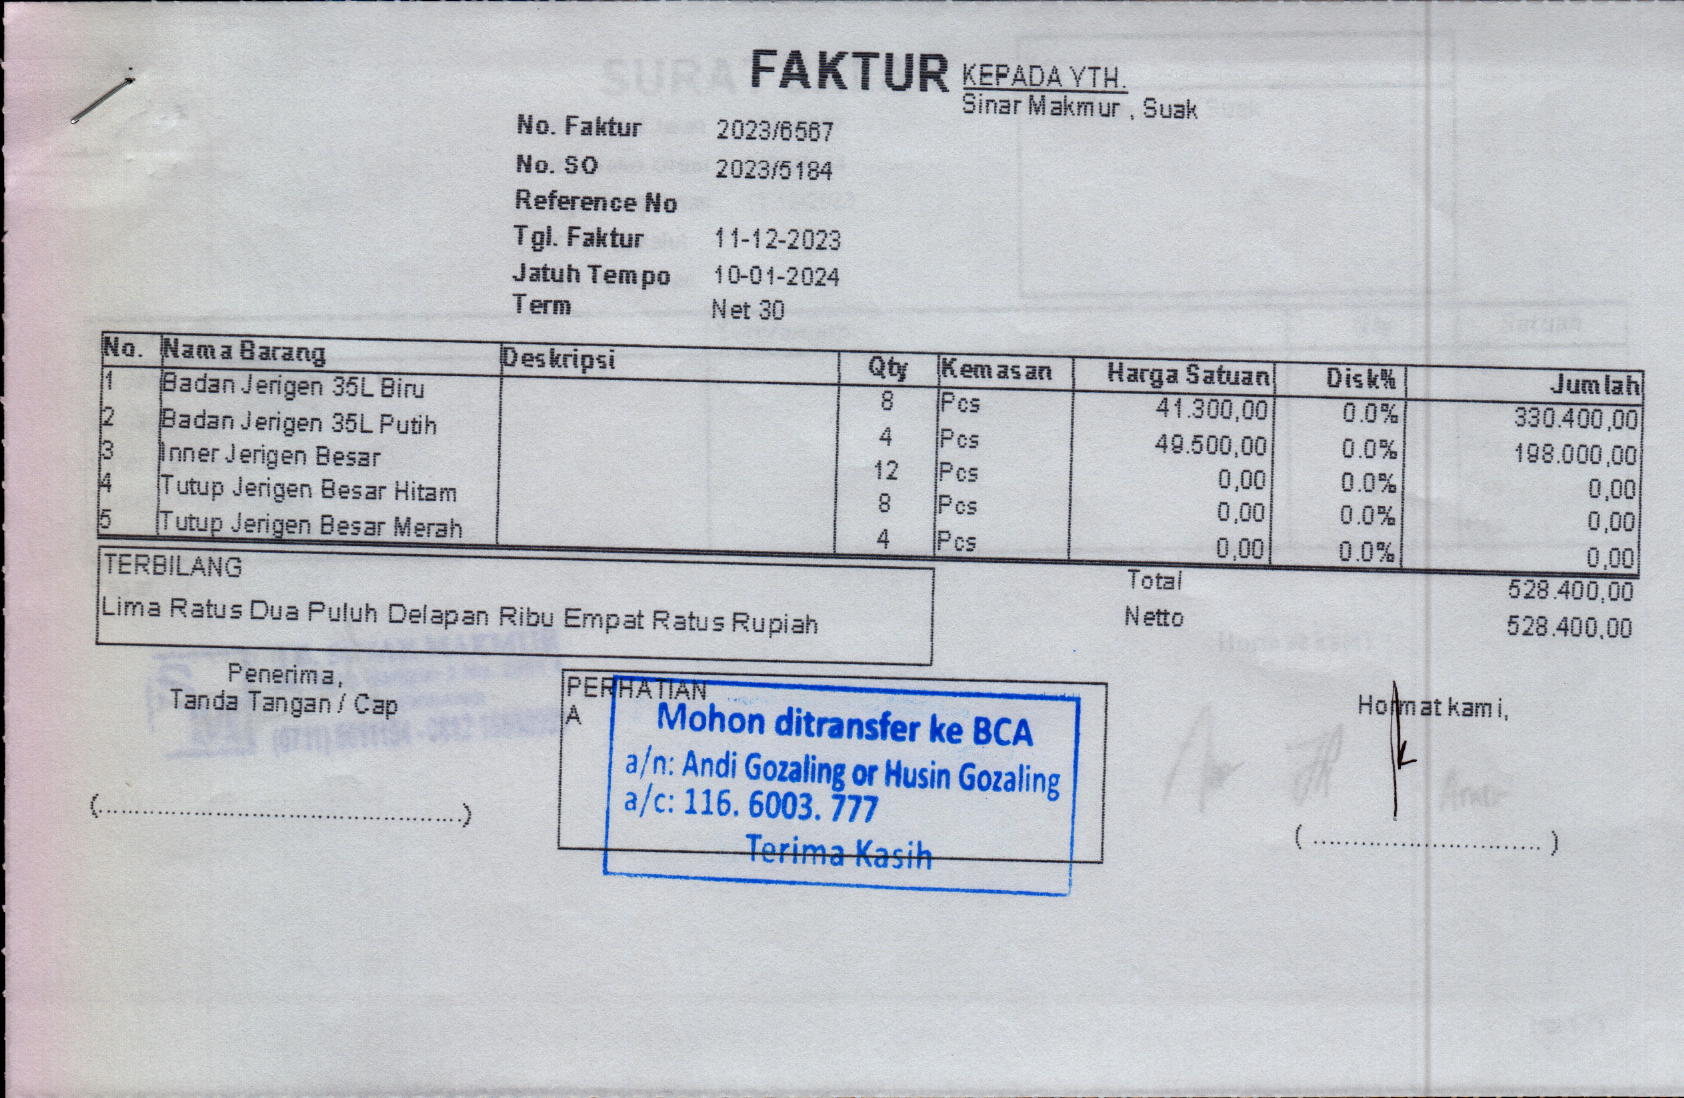 FAKTUR
KEPADA YTH.
Sinar Makmur , Suak
No. Faktur 2023/6567
No. SO 2023/5184
Reference No
Tgl. Faktur 11-12-2023
Jatuh Tempo 10-01-2024
Term Net 30
No. Nama Barang Deskripsi Qty Kemasan Harga Satuan Disk% Jumlah
1 Badan Jerigen 35L Biru 8 Pcs 41.300,00 0.0% 330.400,00
2 Badan Jerigen 35L Putih 4 Pcs 49.500,00 0.0% 198.000,00
3 Inner Jerigen Besar 12 Pcs 0,00 0.0% 0,00
4 Tutup Jerigen Besar Hitam 8 Pcs 0,00 0.0% 0,00
5 Tutup Jerigen Besar Merah 4 Pcs 0,00 0.0% 0,00
TERBILANG
Lima Ratus Dua Puluh Delapan Ribu Empat Ratus Rupiah
Total 528.400,00
Netto 528.400,00
Penerima,
Tanda Tangan / Cap
(..............................................)
PERHATIAN
A
Mohon ditransfer ke BCA
a/n: Andi Gozaling or Husin Gozaling
a/c: 116. 6003. 777
Terima Kasih
Hormat kami,
( ............................. )